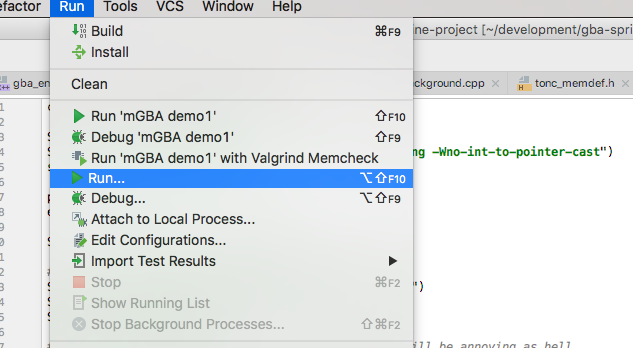 efactor Run Tools VCS Window Help
Build ⌘F9
ine-project [~/development/gba-spri
Install
gba_en
Clean
ckground.cpp
tonc_memdef.h
Run 'mGBA demo1' ⇧F10
Debug 'mGBA demo1' ⇧F9
Run 'mGBA demo1' with Valgrind Memcheck
ng -Wno-int-to-pointer-cast")
Run... ⌥⇧F10
Debug... ⌥⇧F9
Attach to Local Process...
Edit Configurations...
Import Test Results
Stop ⌘F2
")
Show Running List
Stop Background Processes... ⇧⌘F2
ill be annoying as hell